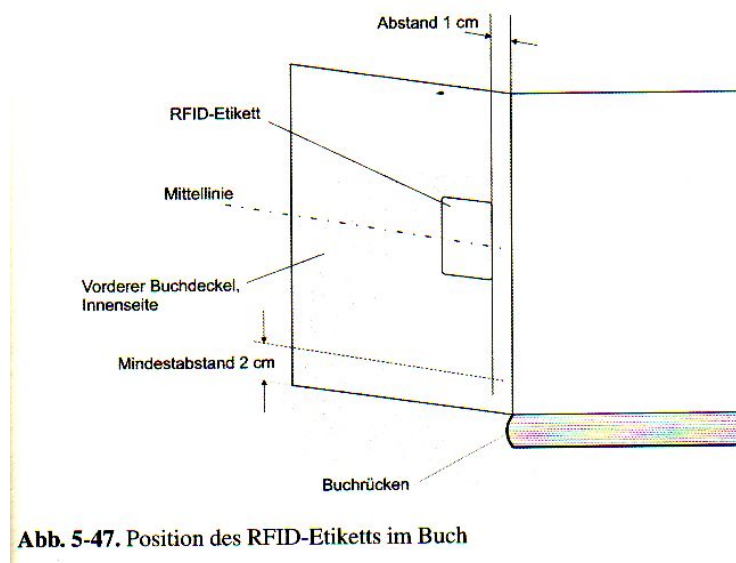 Abstand 1 cm
RFID-Etikett
Mittellinie
Vorderer Buchdeckel,
Innenseite
Mindestabstand 2 cm
Buchrücken
Abb. 5-47. Position des RFID-Etiketts im Buch